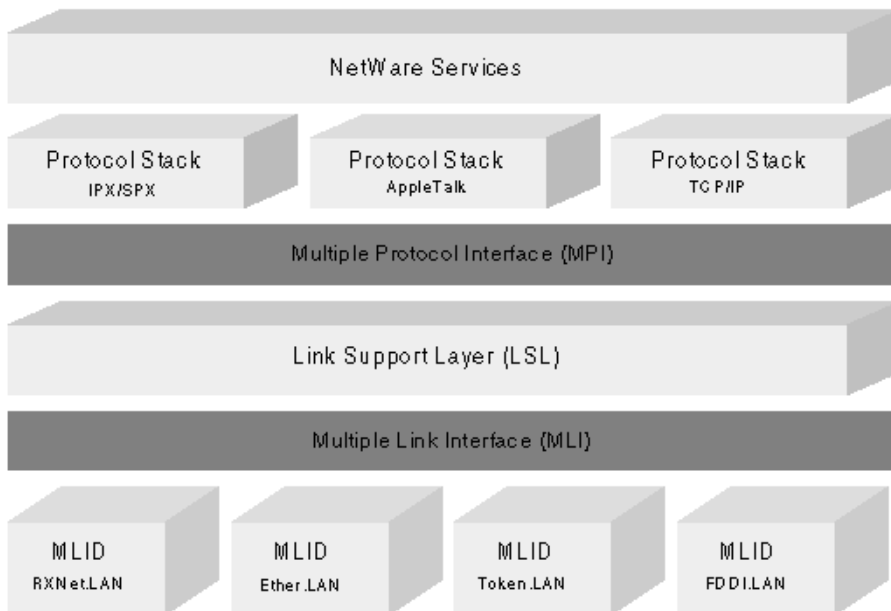 NetWare Services
Protocol Stack
IPX/SPX
Protocol Stack
AppleTalk
Protocol Stack
TCP/IP
Multiple Protocol Interface (MPI)
Link Support Layer (LSL)
Multiple Link Interface (MLI)
MLID
RXNet.LAN
MLID
Ether.LAN
MLID
Token.LAN
MLID
FDDI.LAN